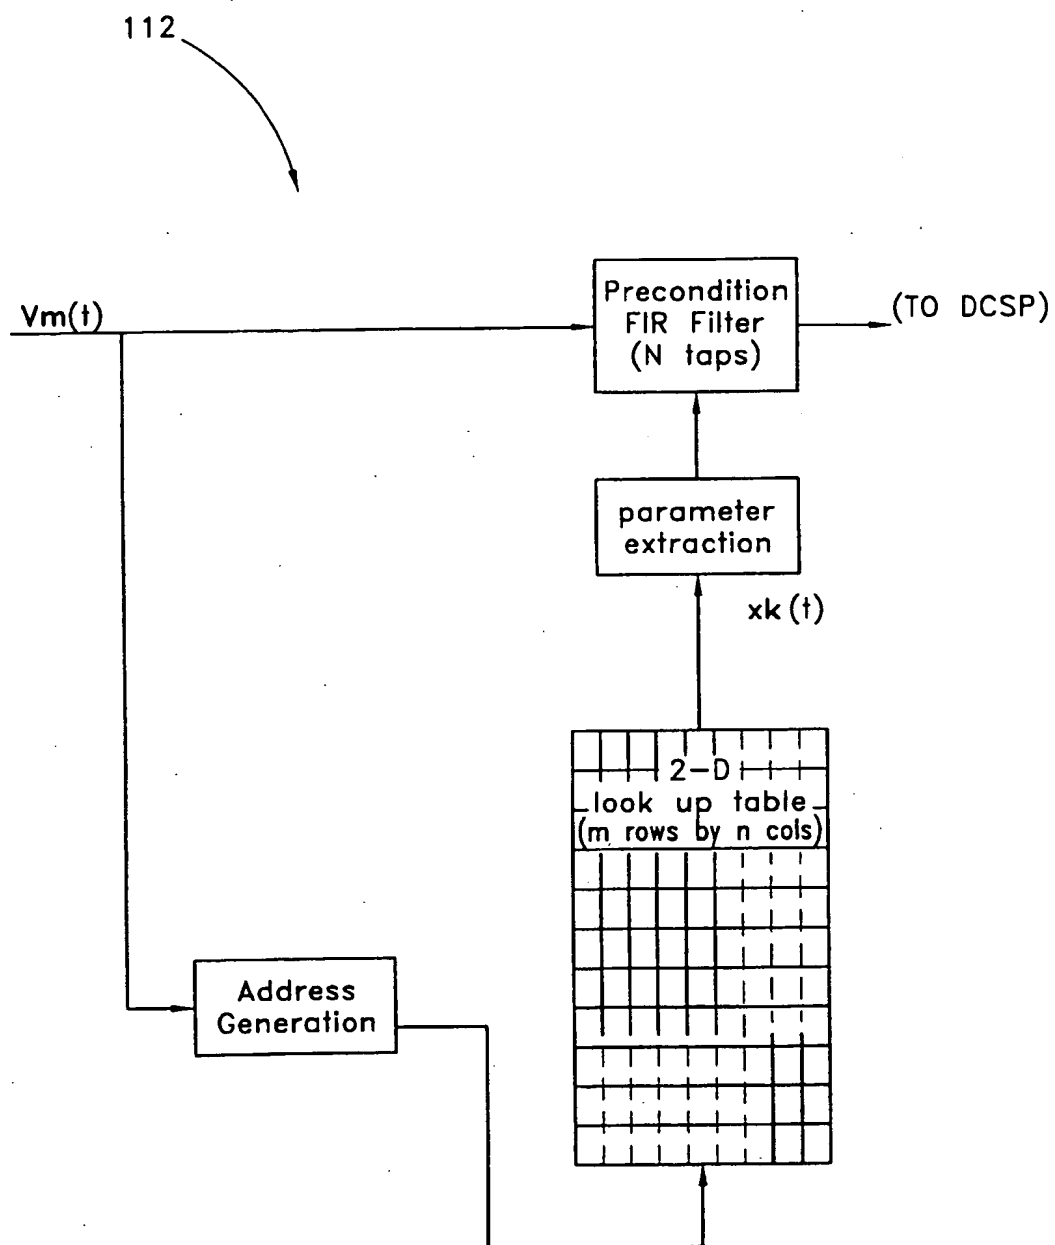 112
Vm(t)
Precondition
FIR Filter
(N taps)
(TO DCSP)
parameter
extraction
xk(t)
2-D
look up table
(m rows by n cols)
Address
Generation